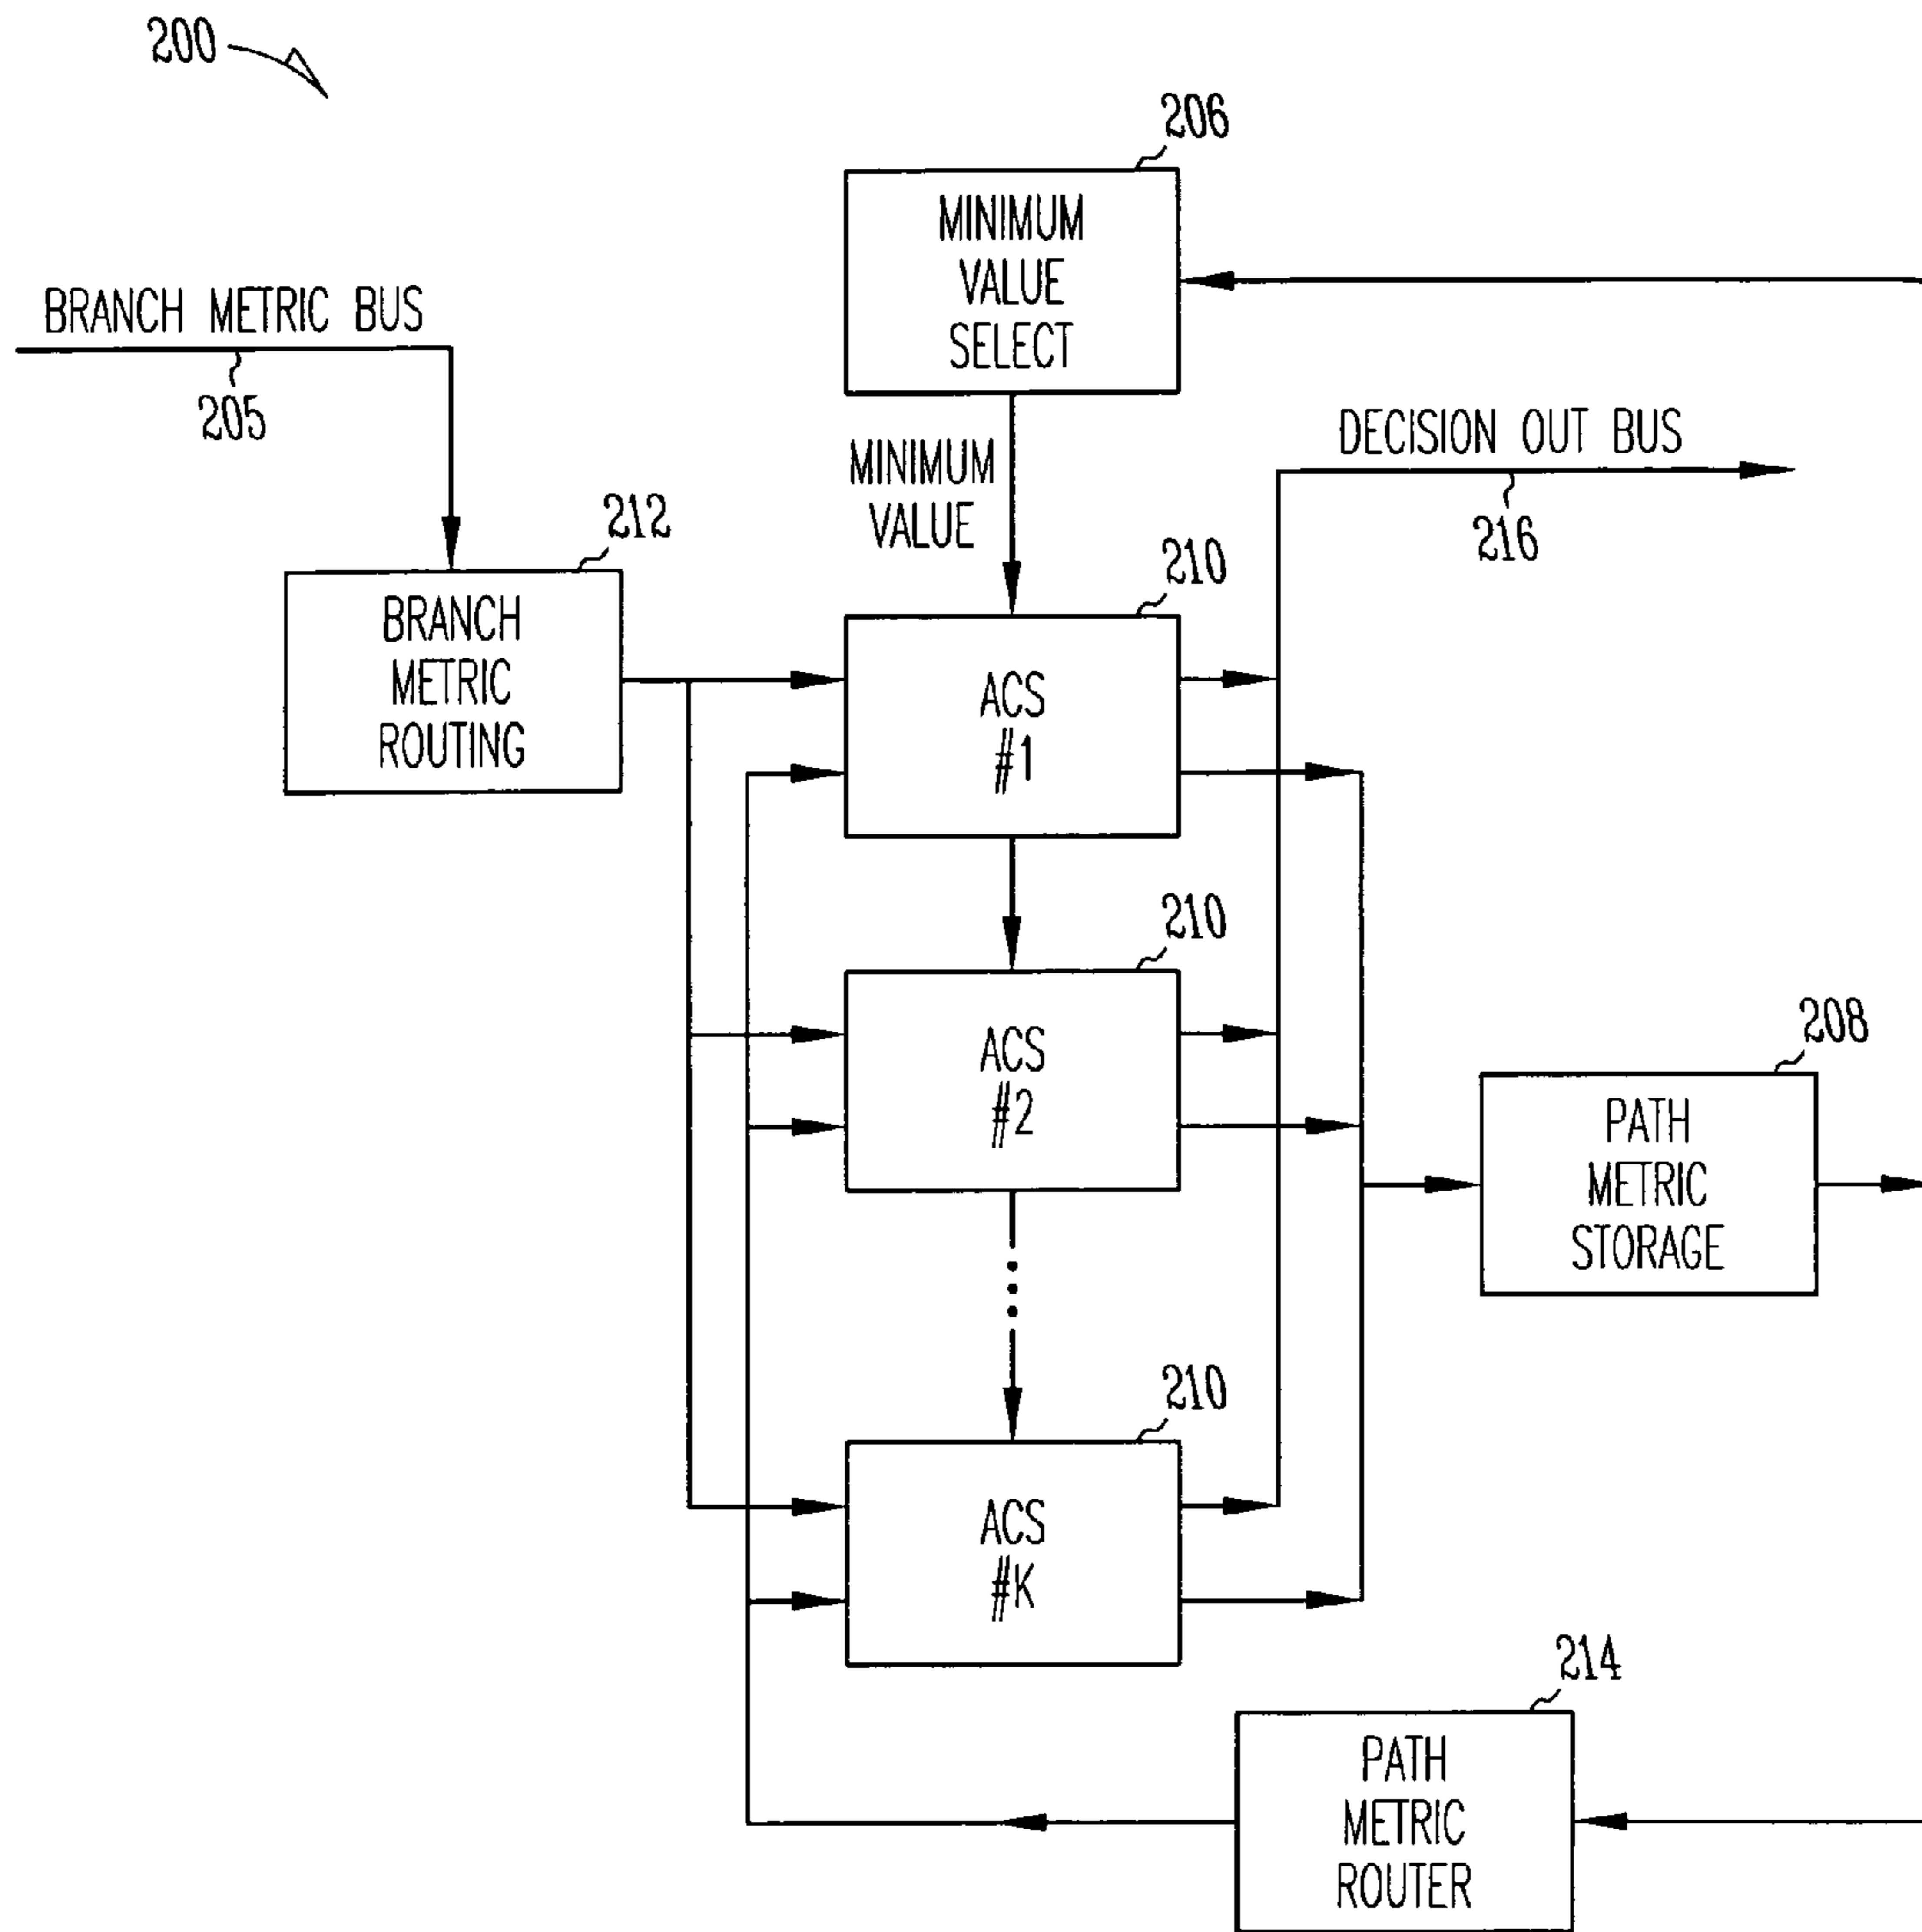 200
206
MINIMUM
VALUE
SELECT
BRANCH METRIC BUS
205
DECISION OUT BUS
216
MINIMUM
VALUE
212
BRANCH
METRIC
ROUTING
210
ACS
#1
210
ACS
#2
208
PATH
METRIC
STORAGE
210
ACS
#K
214
PATH
METRIC
ROUTER